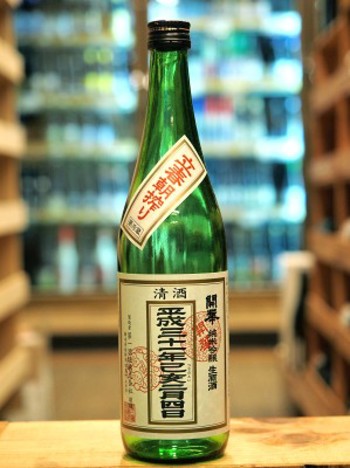 立春朝搾り
清酒
開華
純米吟醸 生原酒
平成三十一年己亥二月四日